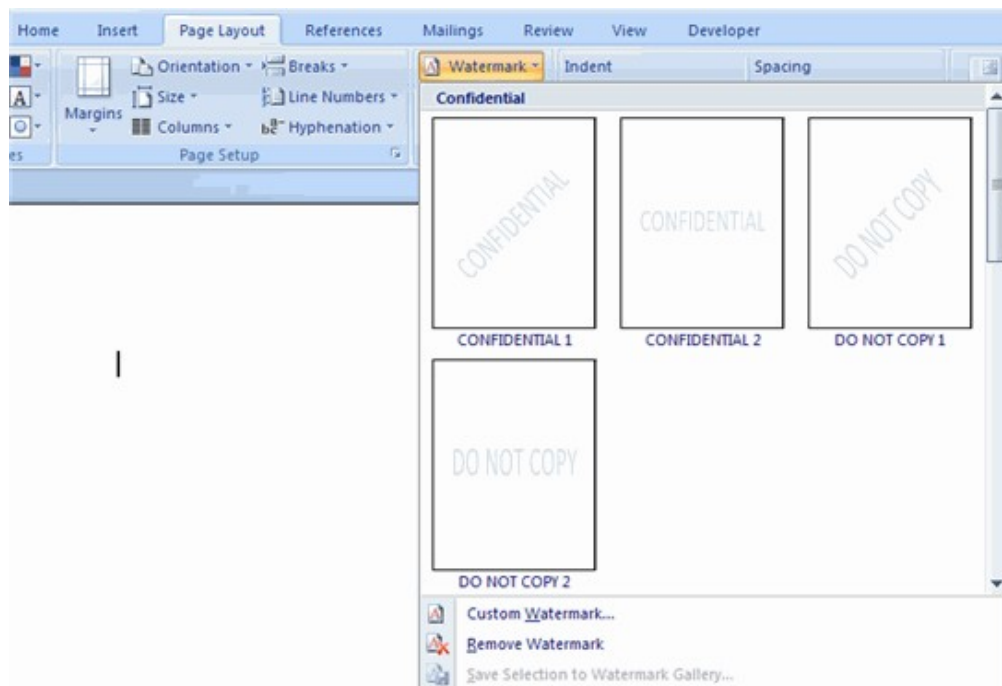 Home Insert Page Layout References Mailings Review View Developer
Orientation Breaks Watermark Indent Spacing
A Margins Size Line Numbers Confidential
Columns Hyphenation
es Page Setup
CONFIDENTIAL CONFIDENTIAL DO NOT COPY
CONFIDENTIAL 1 CONFIDENTIAL 2 DO NOT COPY 1
DO NOT COPY
DO NOT COPY 2
Custom Watermark...
Remove Watermark
Save Selection to Watermark Gallery...